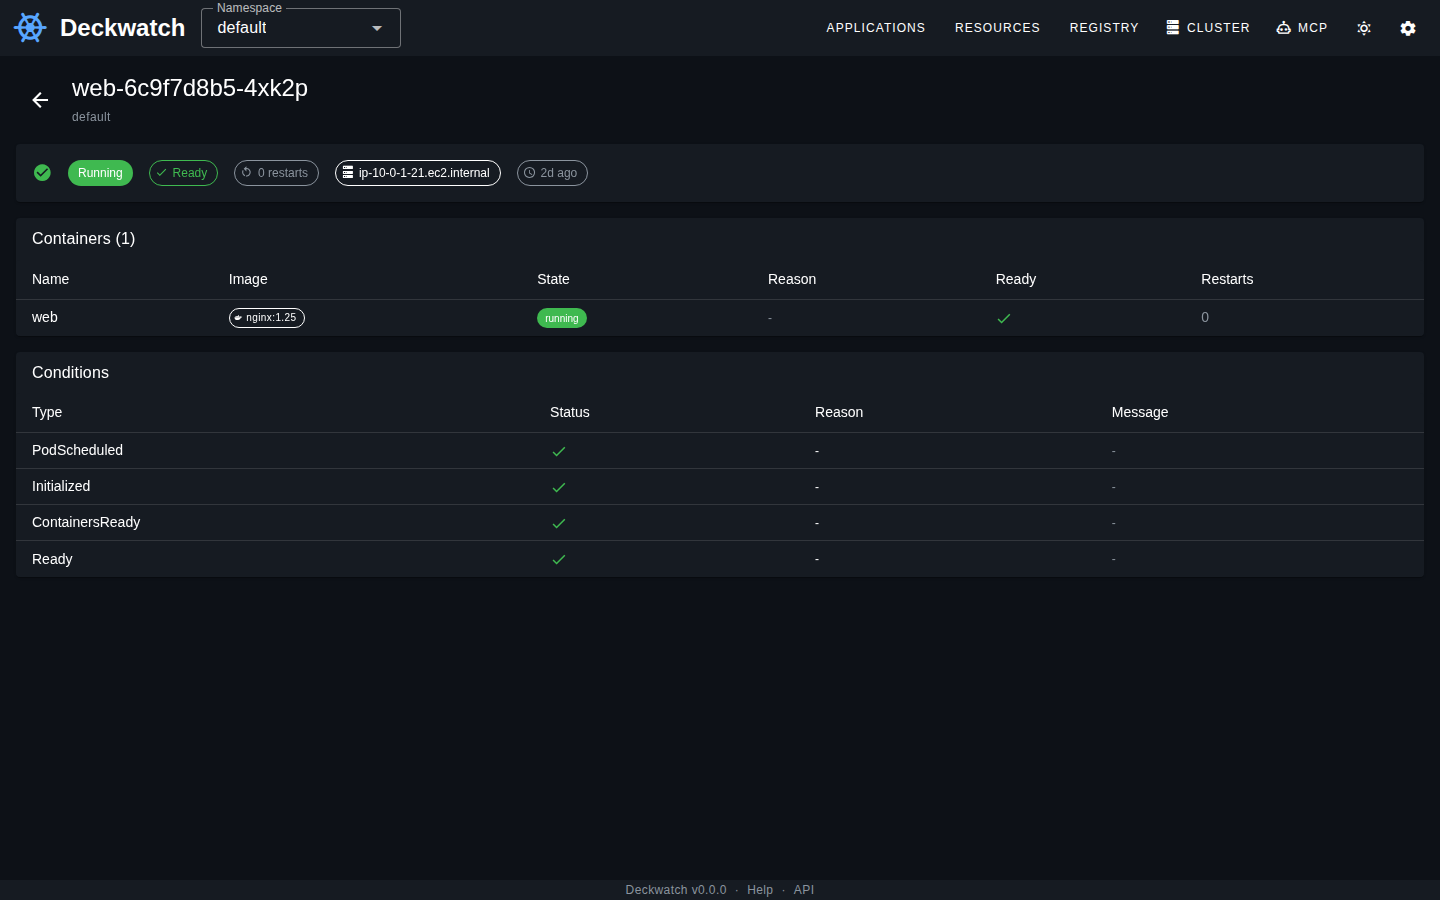 Deckwatch
Namespace
default
APPLICATIONS
RESOURCES
REGISTRY
CLUSTER
MCP
web-6c9f7d8b5-4xk2p
default
Running
Ready
0 restarts
ip-10-0-1-21.ec2.internal
2d ago
Containers (1)
Name Image State Reason Ready Restarts
web nginx:1.25 running - 0
Conditions
Type Status Reason Message
PodScheduled - -
Initialized - -
ContainersReady - -
Ready - -
Deckwatch v0.0.0 · Help · API